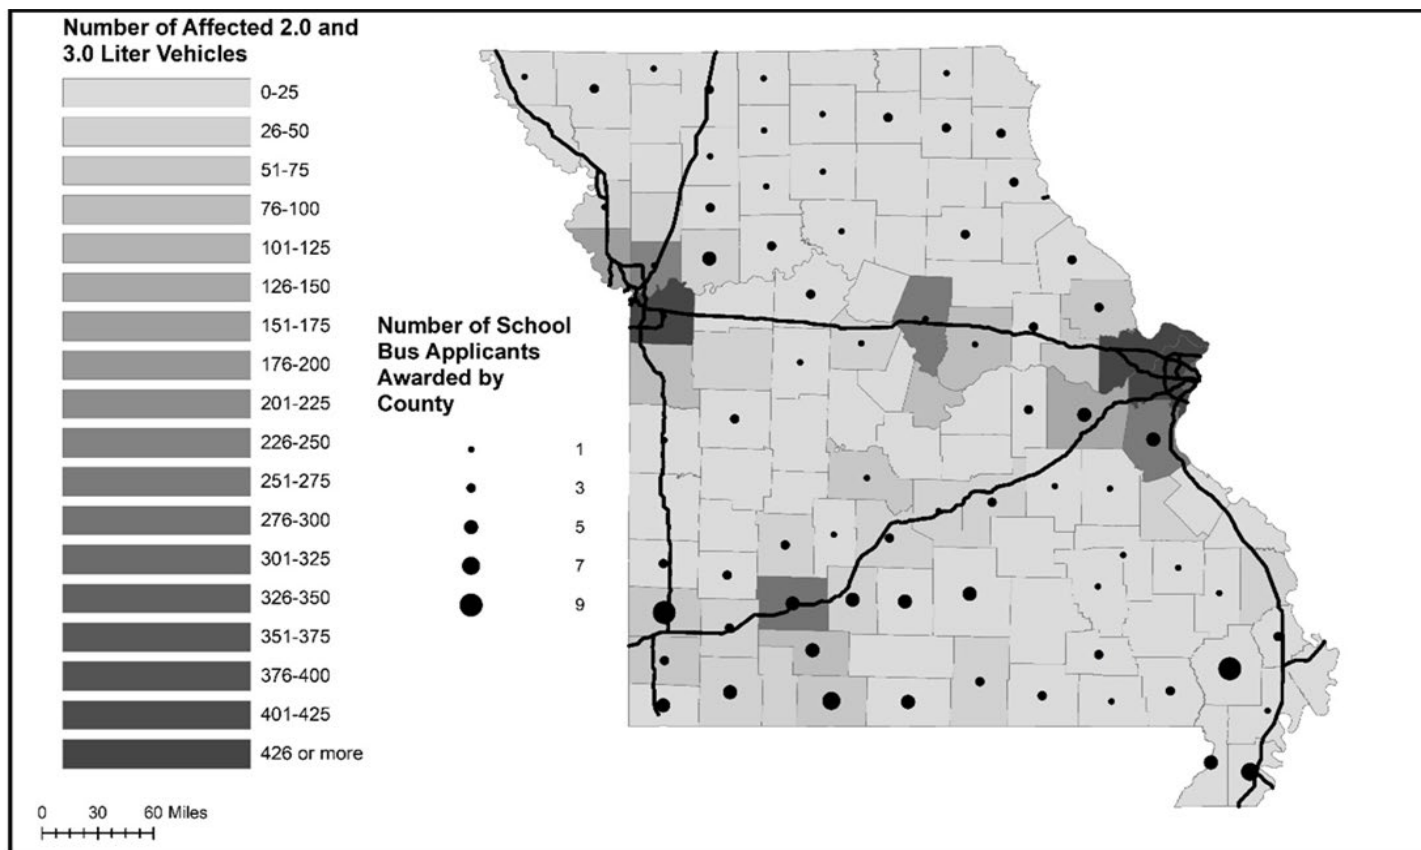 Number of Affected 2.0 and
3.0 Liter Vehicles
0-25
26-50
51-75
76-100
101-125
126-150
151-175
176-200
201-225
226-250
251-275
276-300
301-325
326-350
351-375
376-400
401-425
426 or more
0 30 60 Miles
Number of School
Bus Applicants
Awarded by
County
1
3
5
7
9